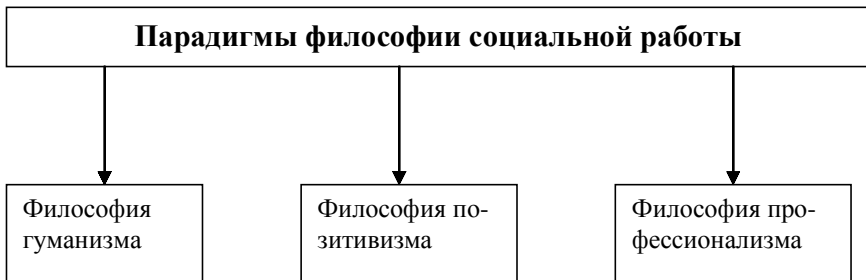 Парадигмы философии социальной работы
Философия
гуманизма
Философия по-
зитивизма
Философия про-
фессионализма